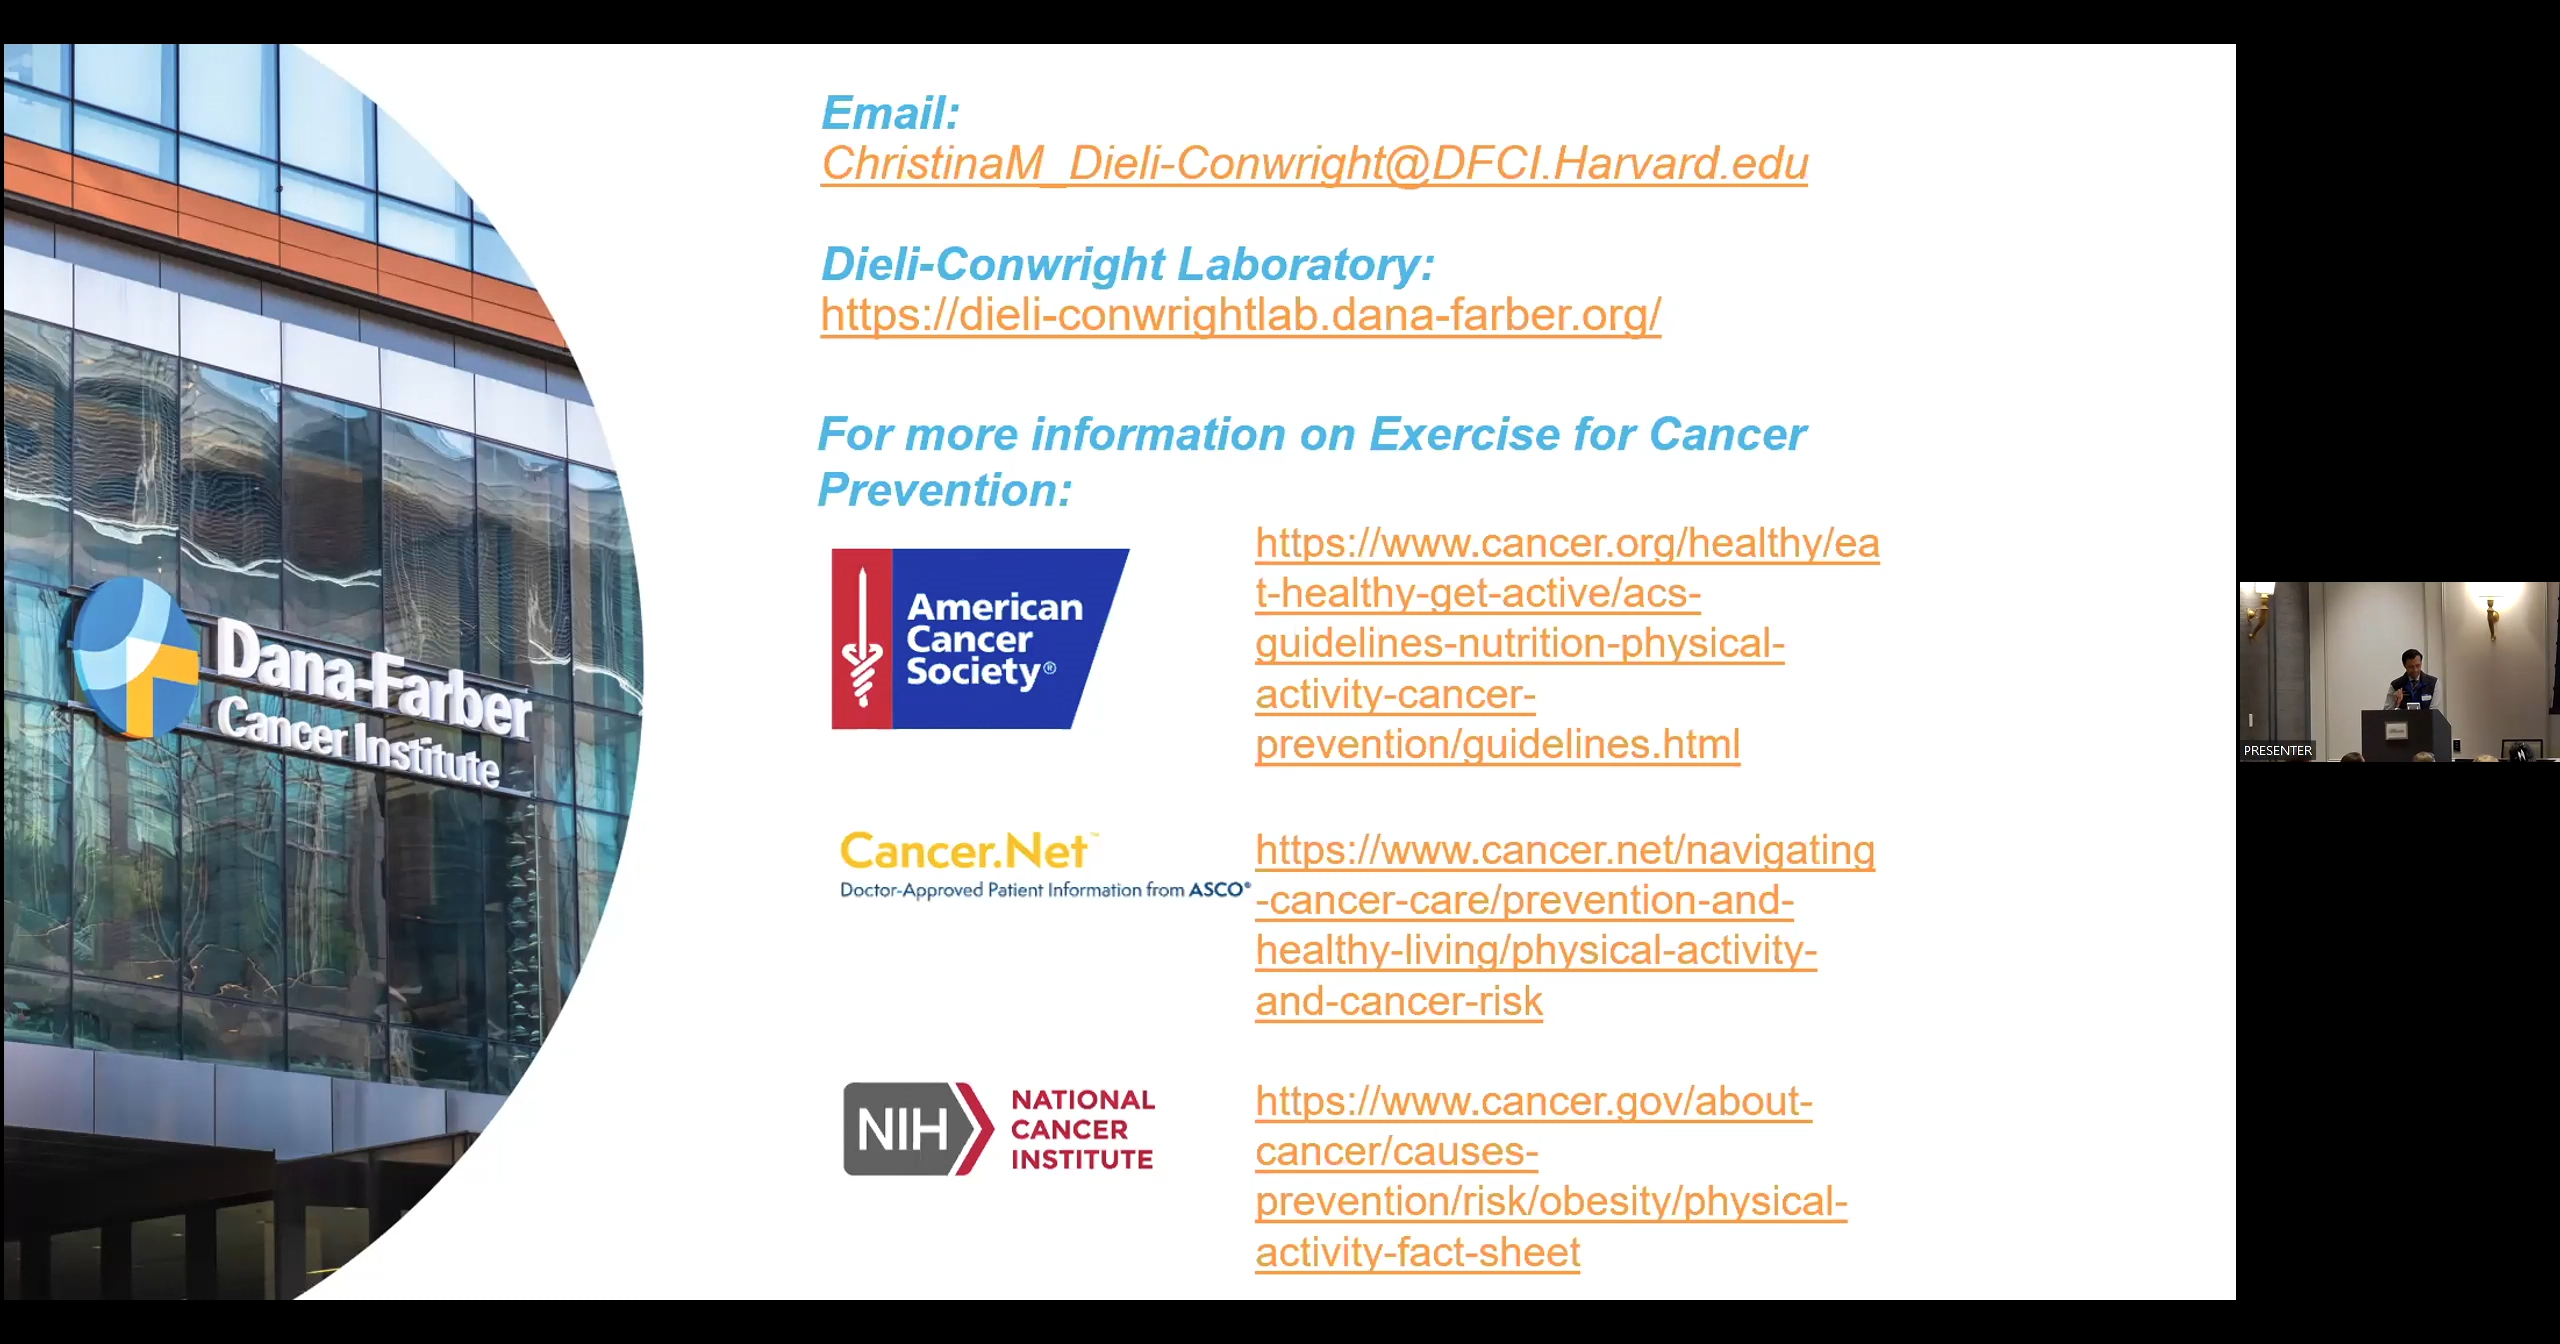 Email:
ChristinaM_Dieli-Conwright@DFCI.Harvard.edu
Dieli-Conwright Laboratory:
https://dieli-conwrightlab.dana-farber.org/
For more information on Exercise for Cancer
Prevention:
American
Cancer
Society®
https://www.cancer.org/healthy/ea
t-healthy-get-active/acs-
guidelines-nutrition-physical-
activity-cancer-
prevention/guidelines.html
Cancer.Net™
Doctor-Approved Patient Information from ASCO®
https://www.cancer.net/navigating
-cancer-care/prevention-and-
healthy-living/physical-activity-
and-cancer-risk
NIH
NATIONAL
CANCER
INSTITUTE
https://www.cancer.gov/about-
cancer/causes-
prevention/risk/obesity/physical-
activity-fact-sheet
Dana-Farber
Cancer Institute
PRESENTER